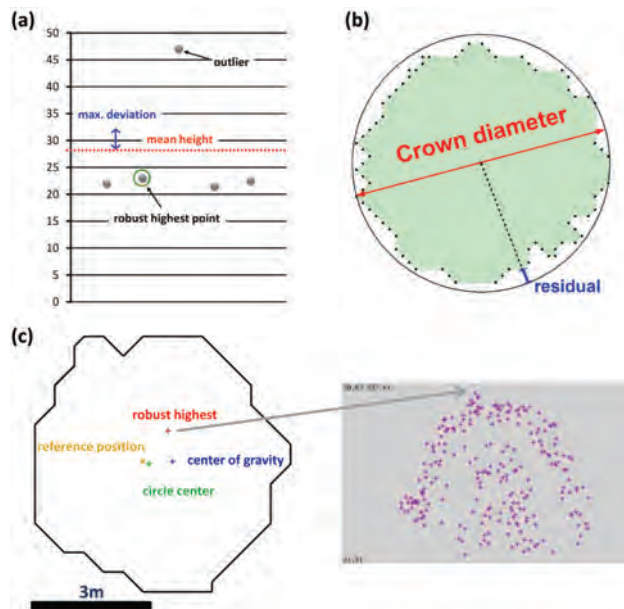 (a)
50
45
40
35
30
25
20
15
10
5
0
outlier
max. deviation
mean height
robust highest point
(b)
Crown diameter
residual
(c)
robust highest
reference position
center of gravity
circle center
3m